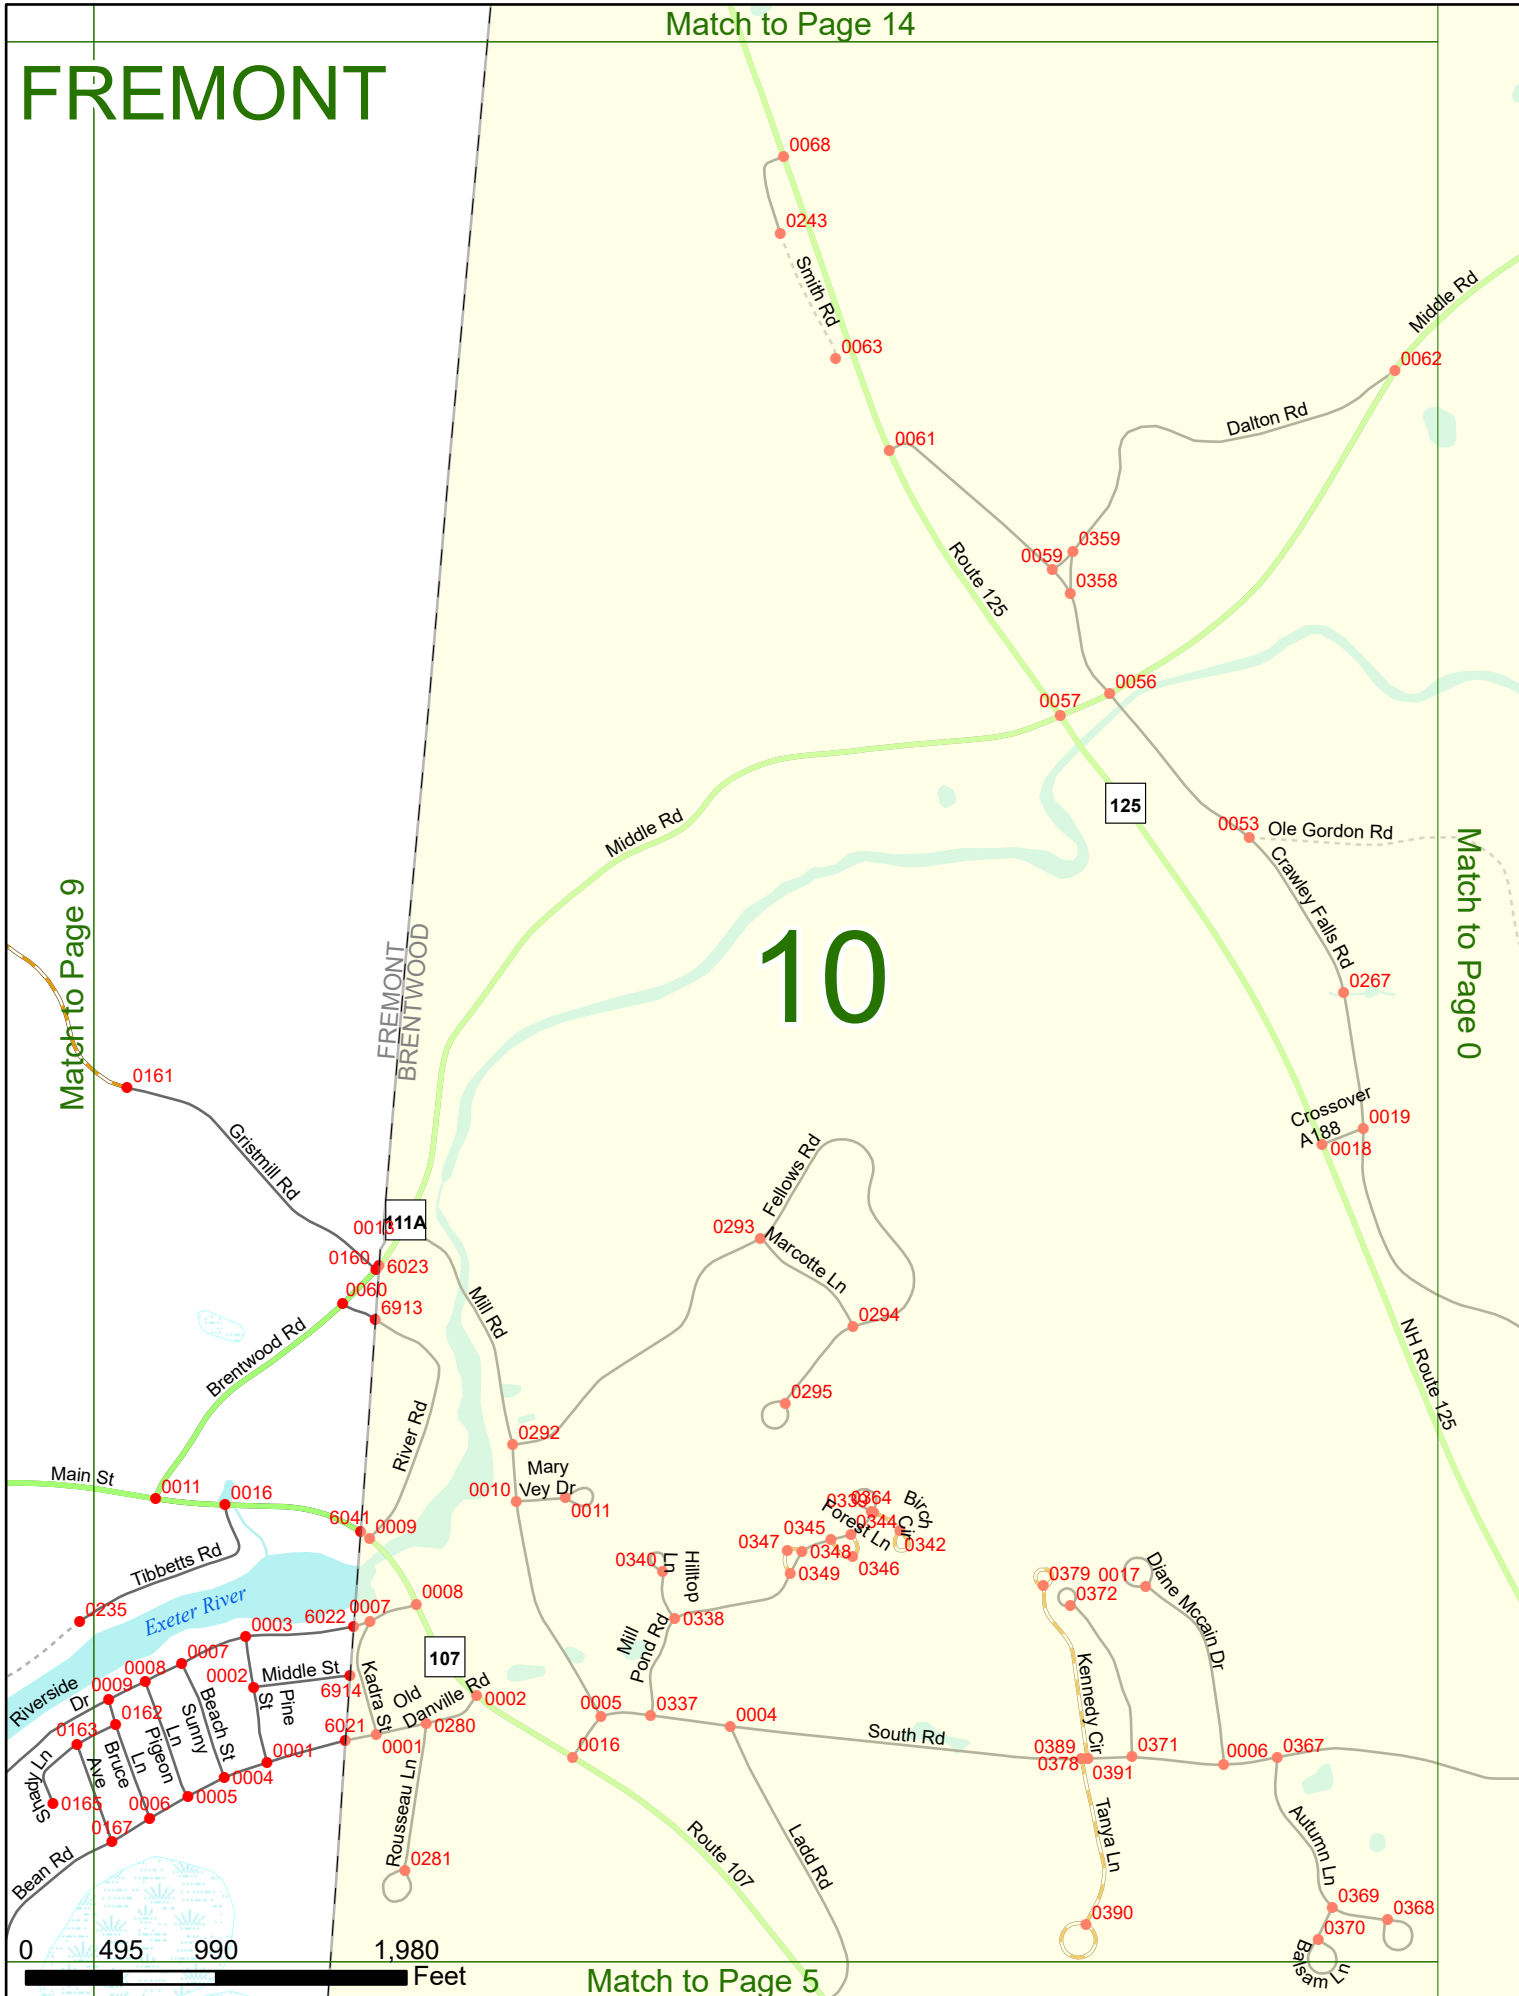 Match to Page 14
FREMONT
0068
0243
Smith Rd
0063
Middle Rd
0062
Dalton Rd
0061
0359
0059
0358
Route 125
0056
0057
125
Middle Rd
0053
Ole Gordon Rd
Crawley Falls Rd
Match to Page 9
Match to Page 0
FREMONT
BRENTWOOD
10
0267
0161
Crossover
A188
0019
0018
Gristmill Rd
Fellows Rd
0293
Marcotte Ln
0013
111A
0160
6023
0060
6913
Mill Rd
0294
Brentwood Rd
NH Route 125
0295
River Rd
0292
Main St
0011
0016
Mary
Vey Dr
0010
0011
0339
0364
Birch
Cir
Forest Ln
0344
0342
6041
0009
0345
0347
0348
0346
0349
Tibbetts Rd
0340
Hilltop
Ln
0379
0017
0372
Diane Mccain Dr
0235
Exeter River
0003
6022
0007
0008
0338
Mill
Pond Rd
0007
0008
0002
Middle St
6914
107
Kadra St
Old
Danville Rd
0002
Kennedy Cir
Riverside
Dr
0009
0162
0163
Beach St
Sunny
Ln
Pigeon
Ln
Bruce
Ave
Pine
St
6021
0001
0001
0280
0005
0337
0004
South Rd
0016
0389
0378
0391
0371
0006
0367
Shady Ln
0165
0004
0005
0006
0167
Bean Rd
Rousseau Ln
0281
Route 107
Ladd Rd
Tanya Ln
0390
Autumn Ln
0369
0368
0370
Balsam Ln
0
495
990
1,980
Feet
Match to Page 5